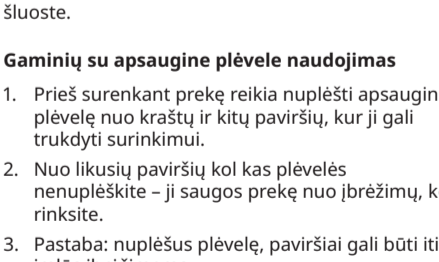 šluoste.
Gaminių su apsaugine plėvele naudojimas
1. Prieš surenkant prekę reikia nuplėšti apsaugin
plėvelę nuo kraštų ir kitų paviršių, kur ji gali
trukdyti surinkimui.
2. Nuo likusių paviršių kol kas plėvelės
nenuplėškite – ji saugos prekę nuo įbrėžimų, k
rinksite.
3. Pastaba: nuplėšus plėvelę, paviršiai gali būti iti